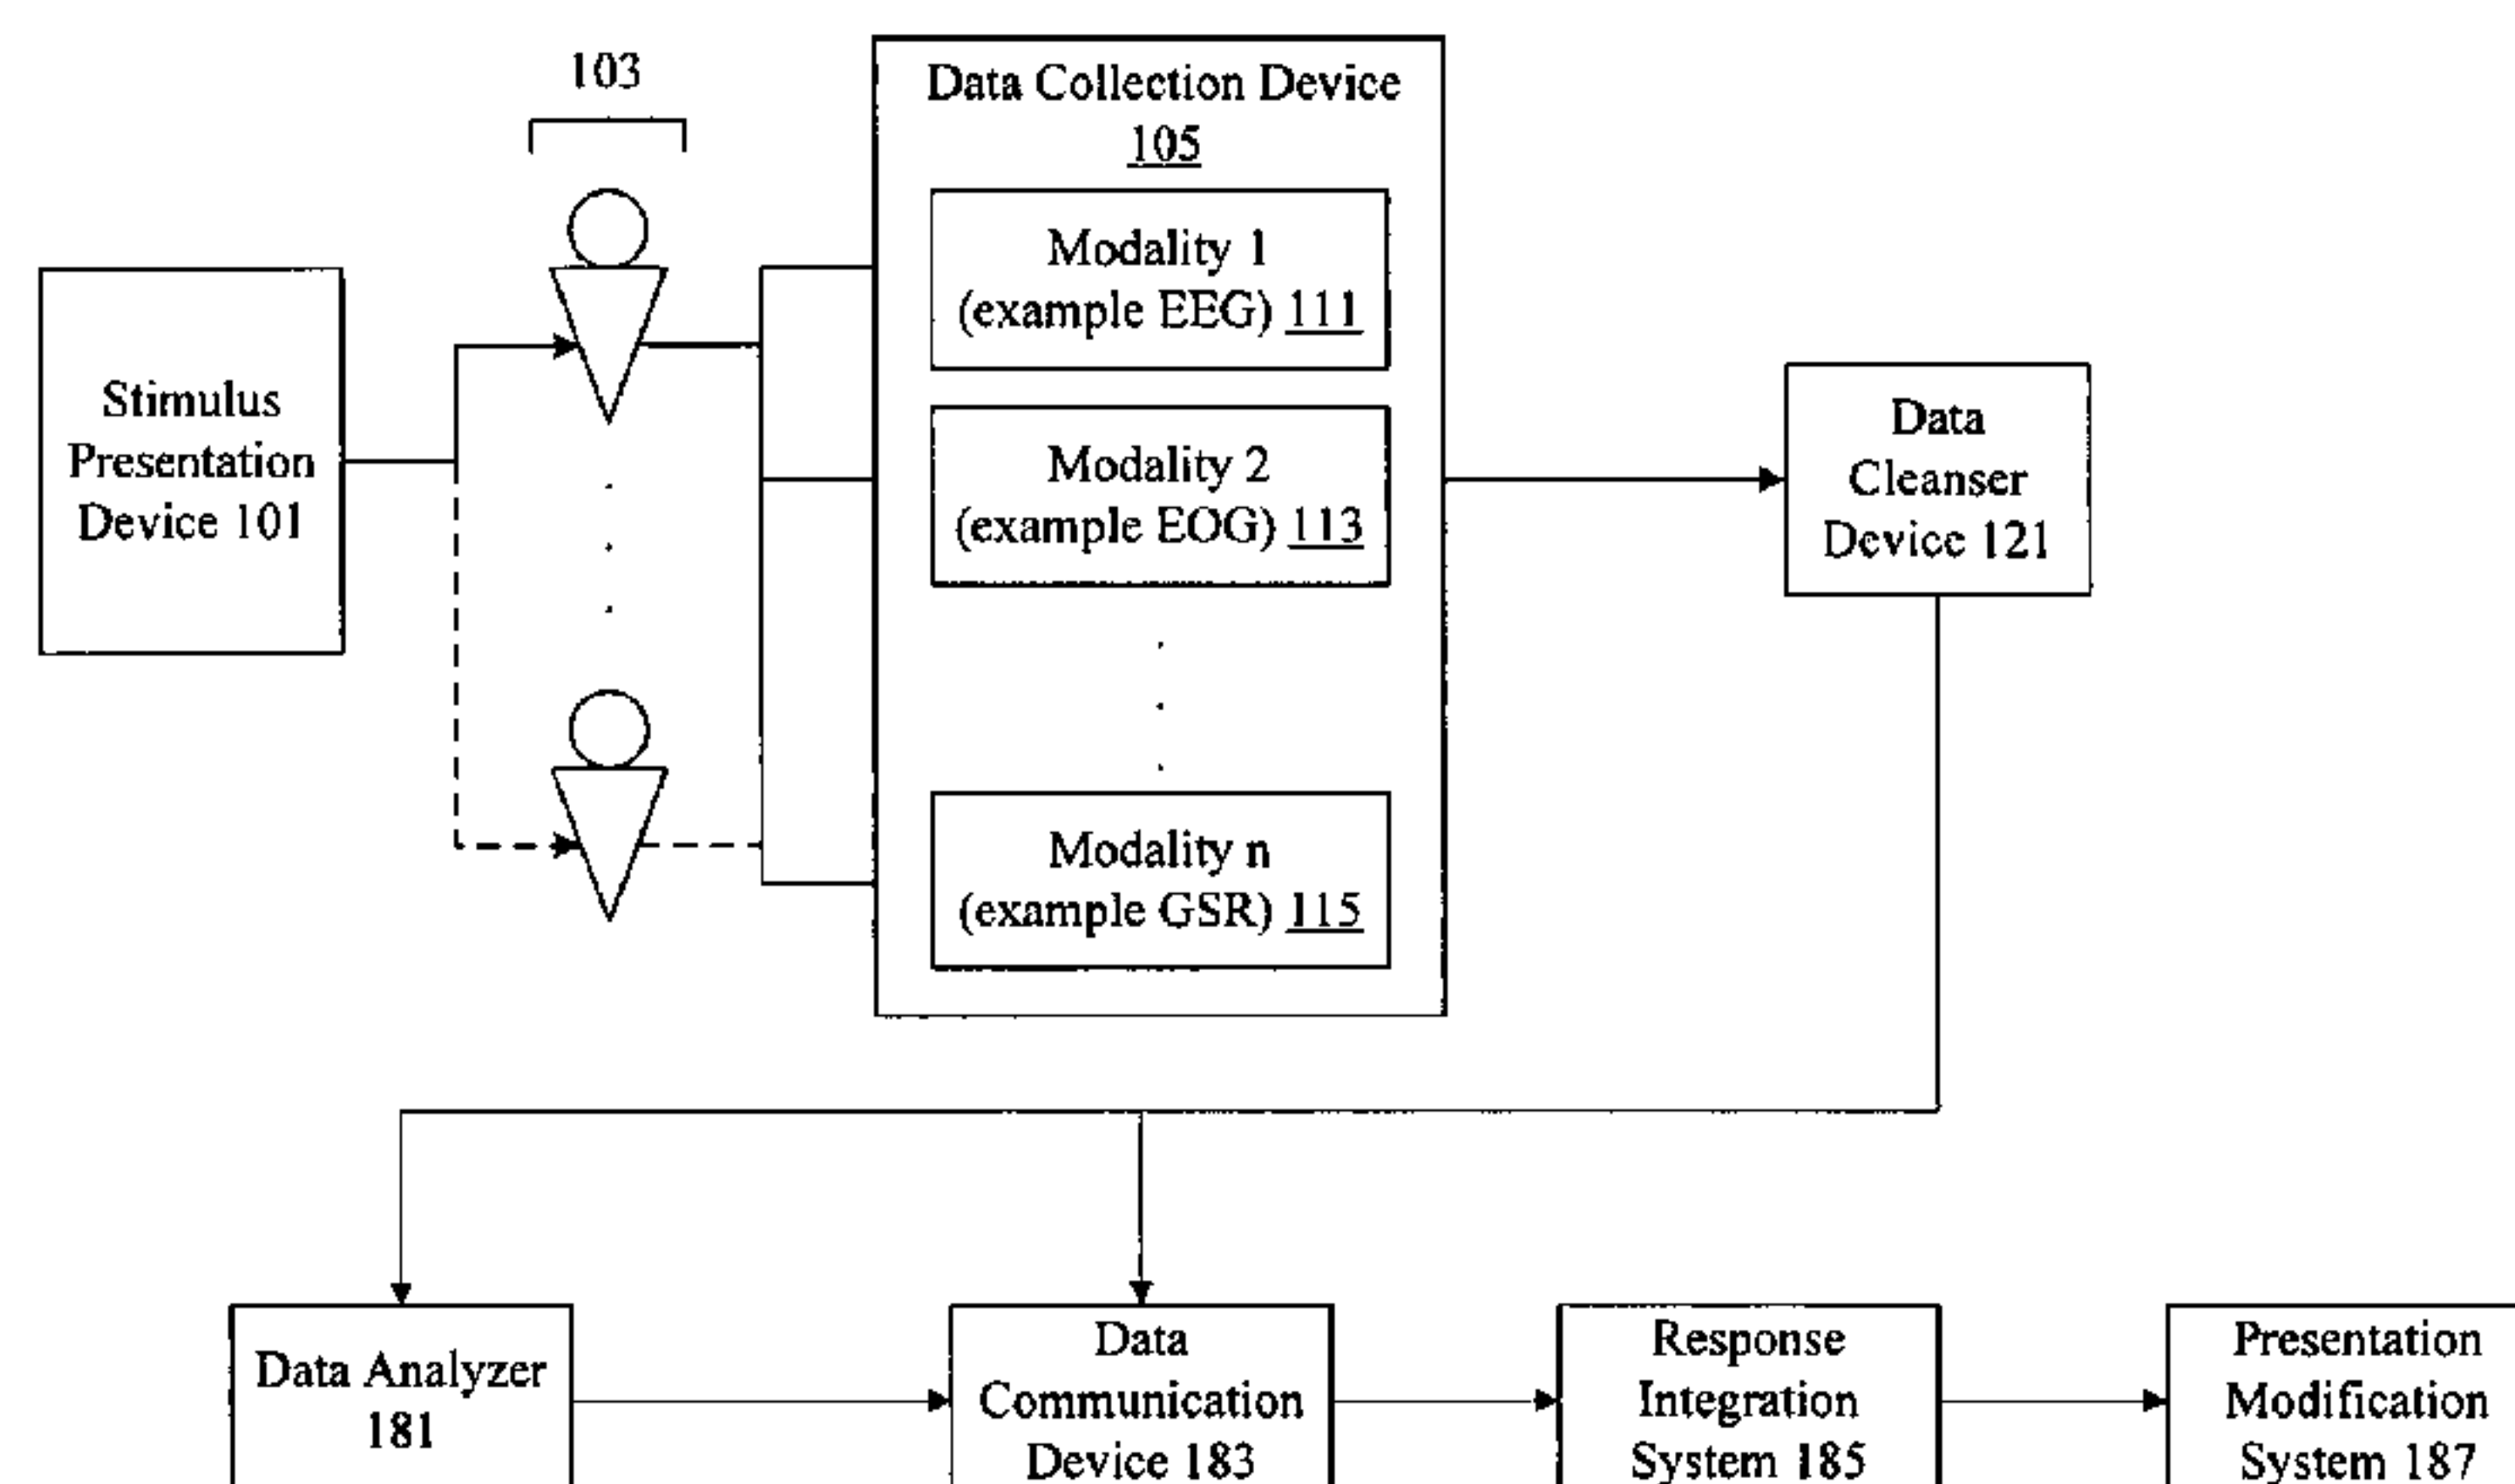 103
Data Collection Device
105
Modality 1
(example EEG) 111
Stimulus
Presentation
Device 101
Modality 2
(example EOG) 113
Data
Cleanser
Device 121
Modality n
(example GSR) 115
Data Analyzer
181
Data
Communication
Device 183
Response
Integration
System 185
Presentation
Modification
System 187